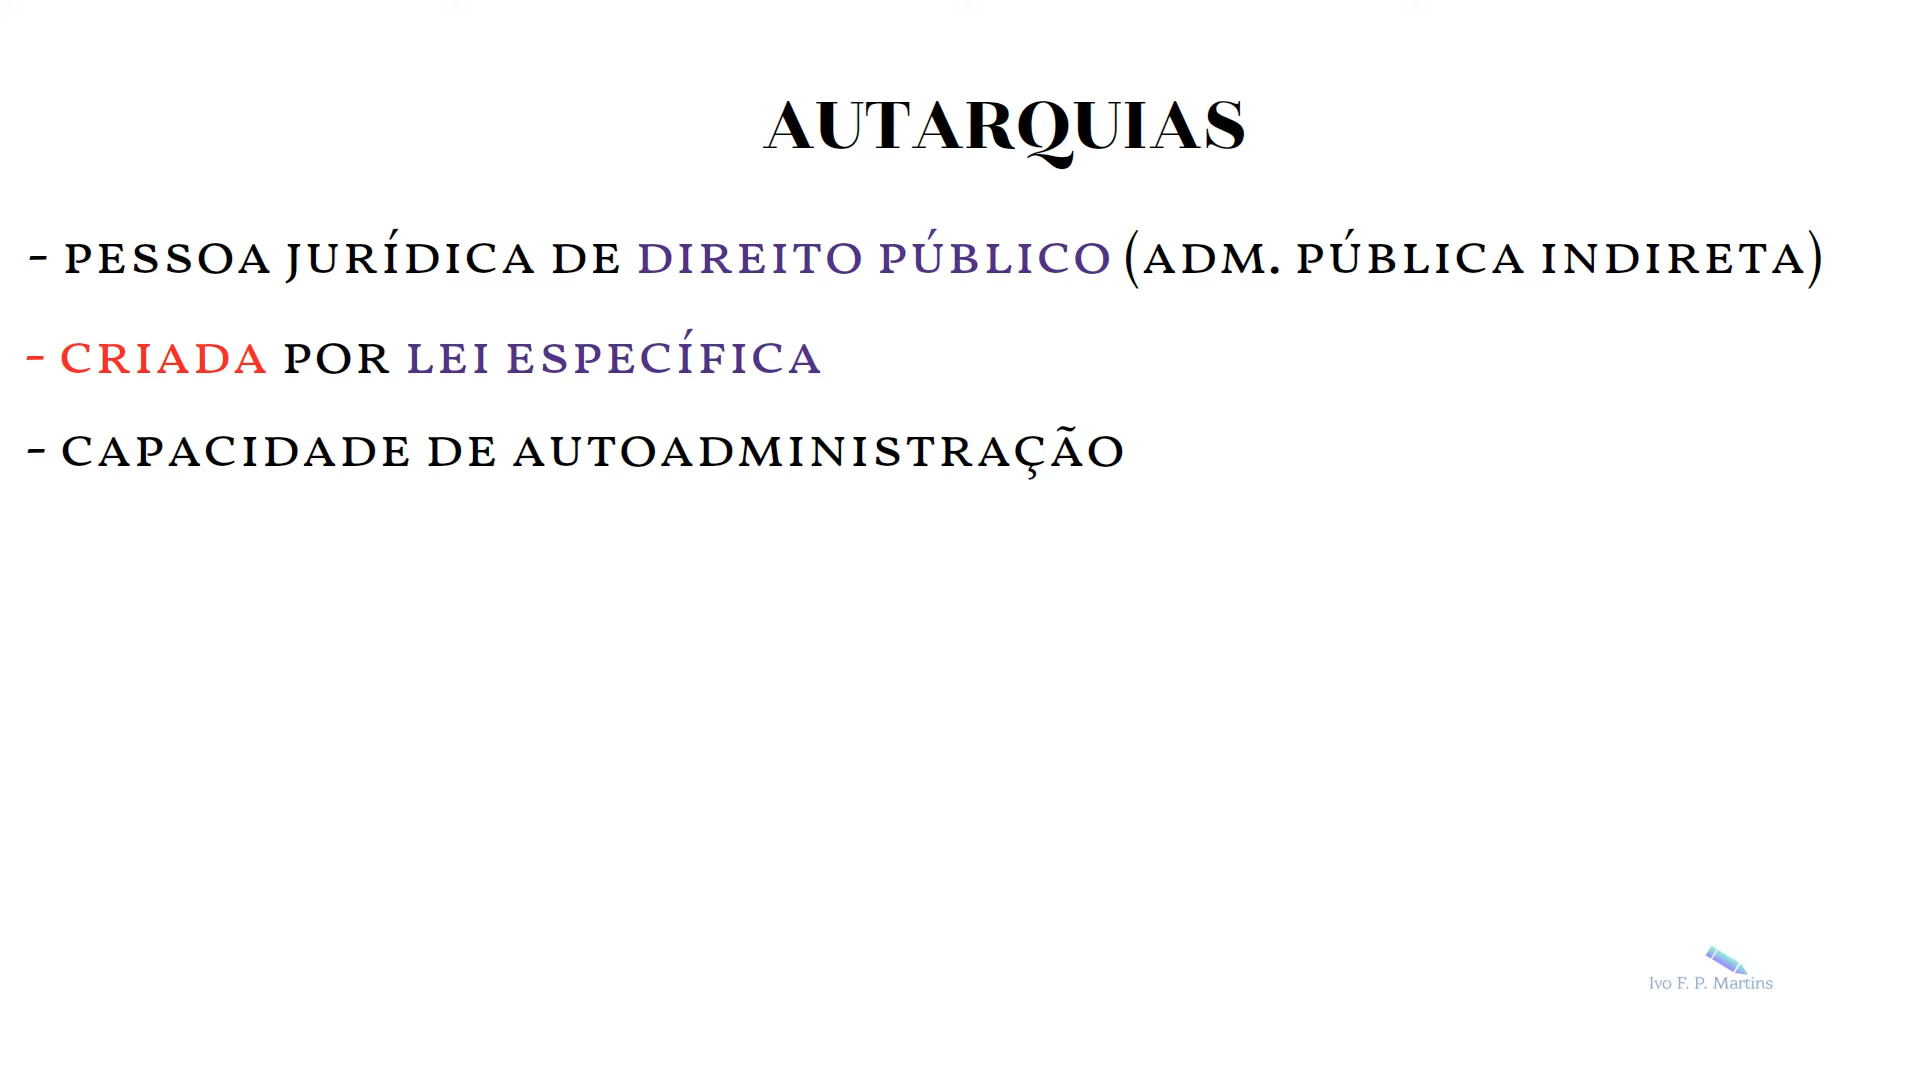 AUTARQUIAS
- PESSOA JURÍDICA DE DIREITO PÚBLICO (ADM. PÚBLICA INDIRETA)
- CRIADA POR LEI ESPECÍFICA
- CAPACIDADE DE AUTOADMINISTRAÇÃO
Ivo F. P. Martins